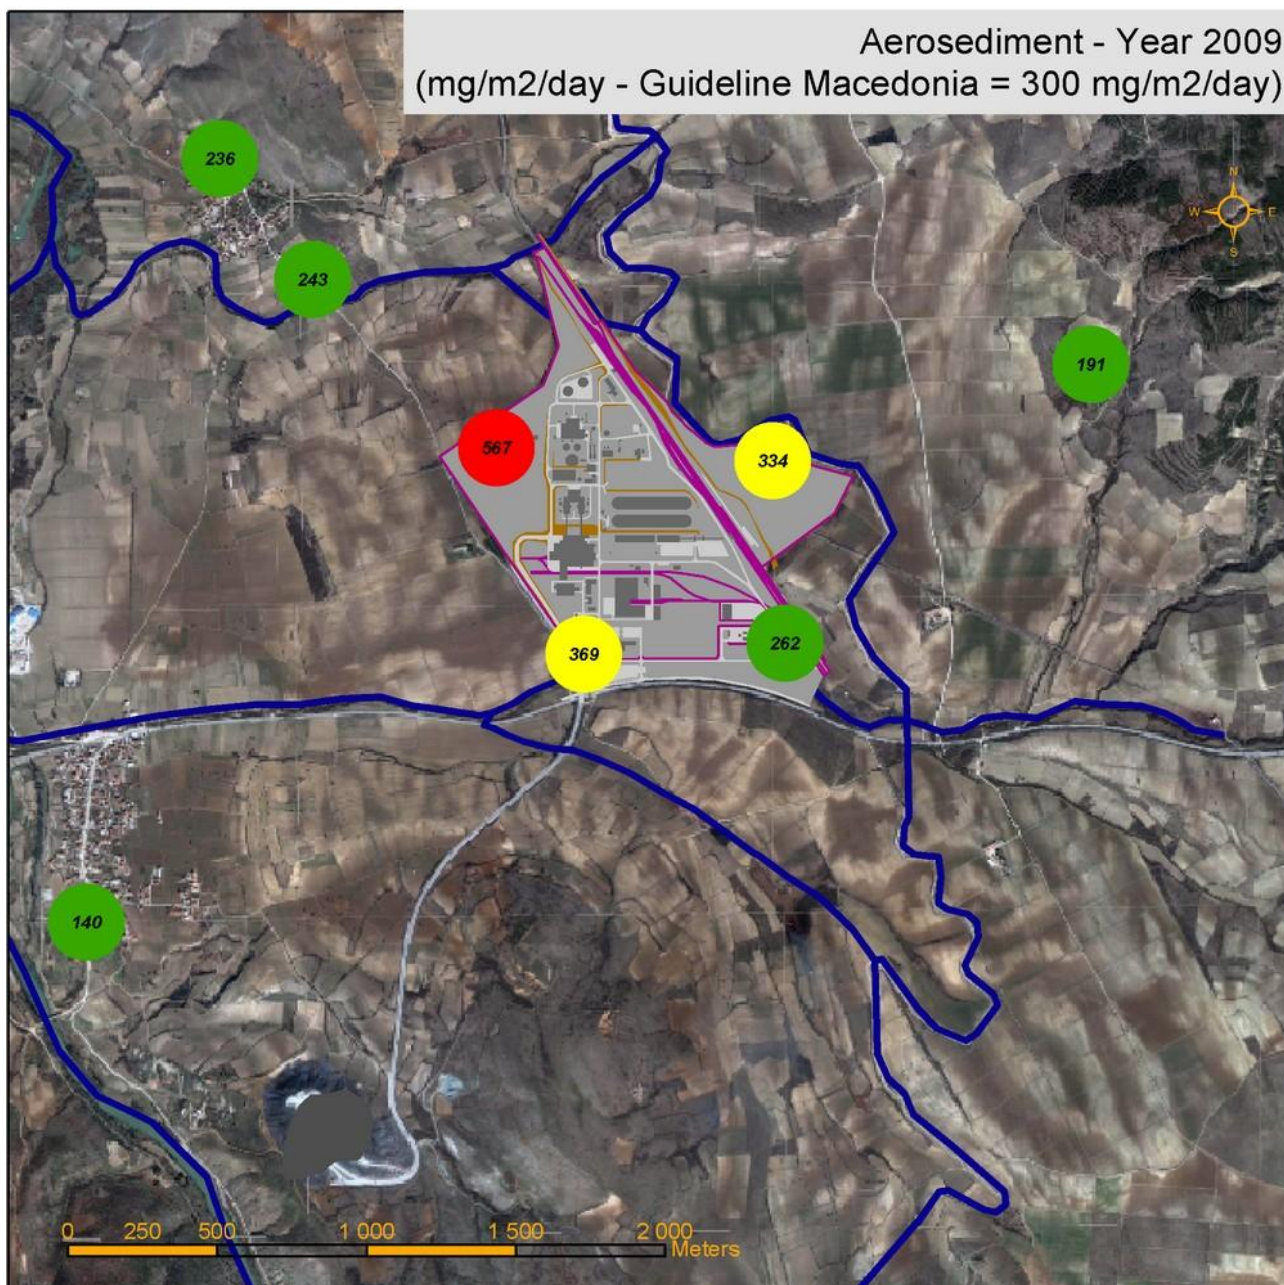 Aerosediment - Year 2009
(mg/m2/day - Guideline Macedonia = 300 mg/m2/day)
236
N
W E
S
243
191
567
334
369
262
140
0 250 500 1 000 1 500 2 000
Meters